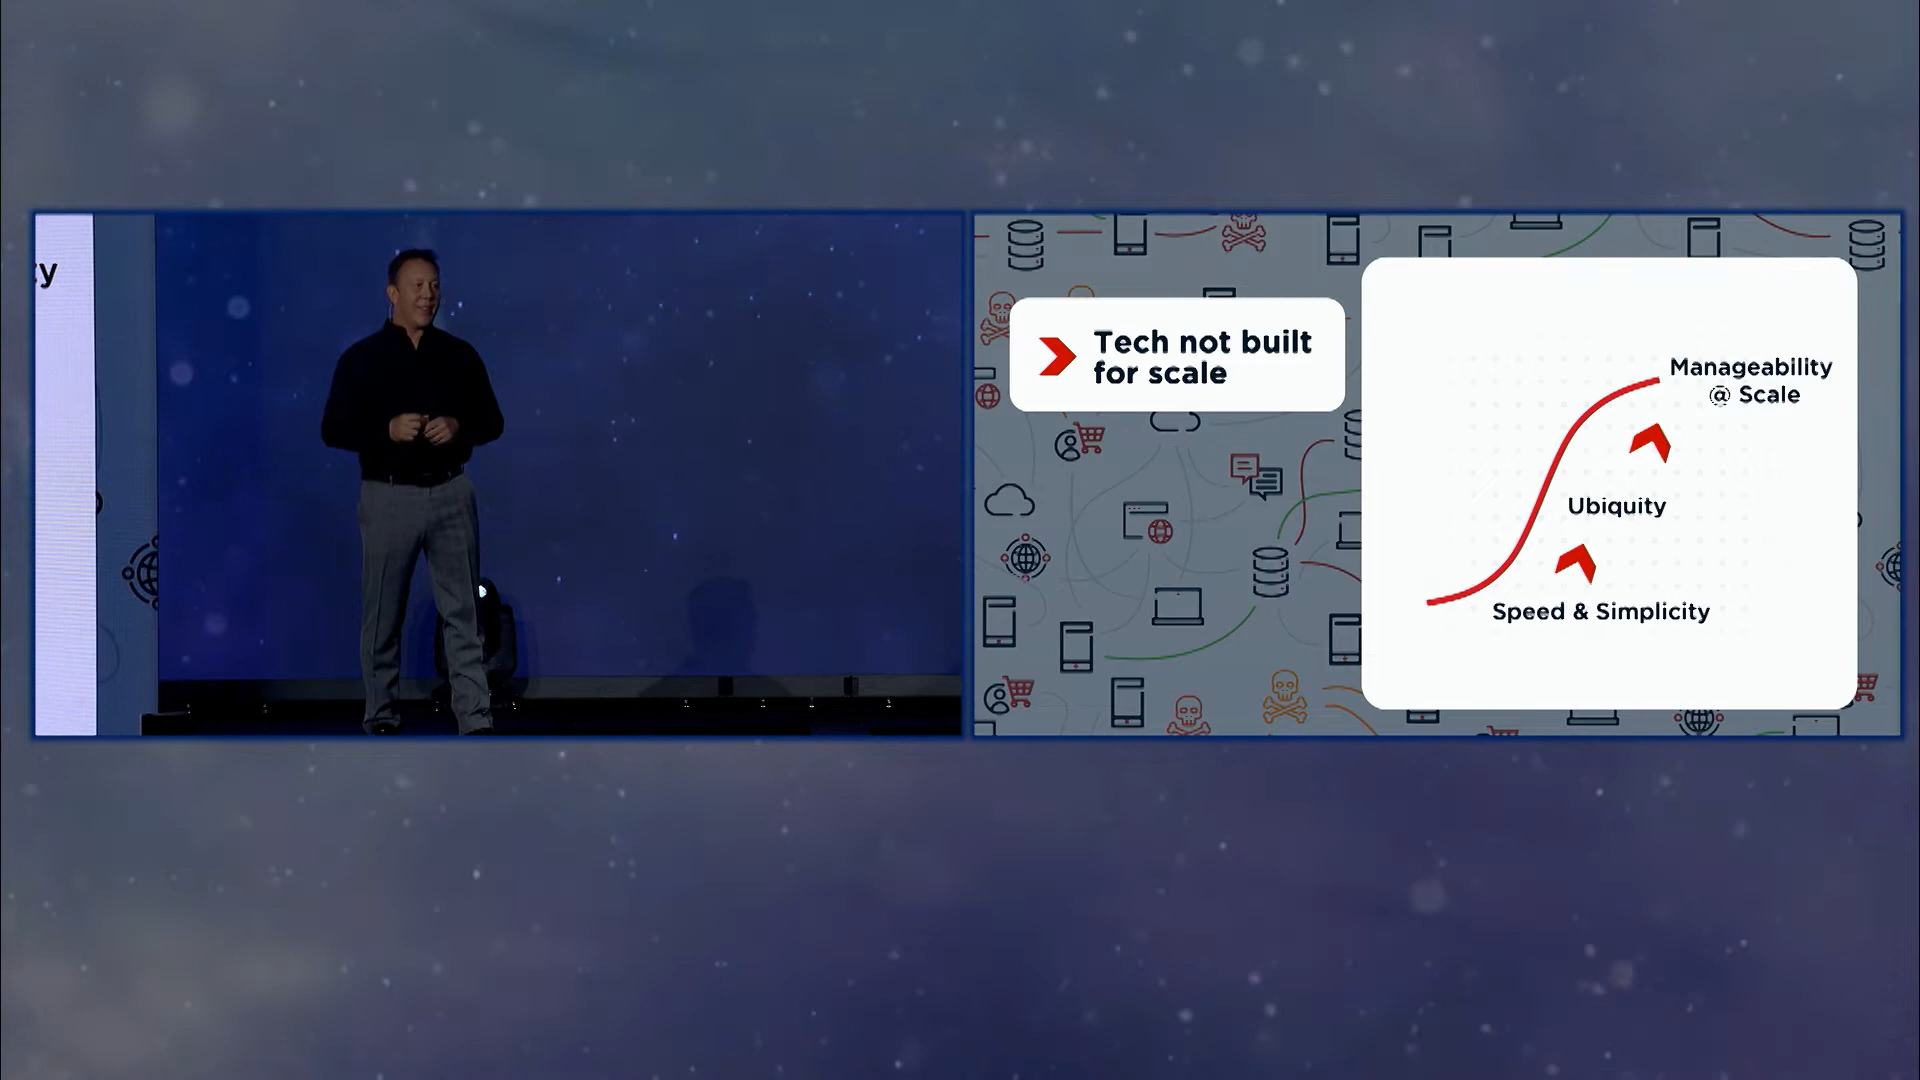 Tech not built
for scale
Manageability
@ Scale
Ubiquity
Speed & Simplicity